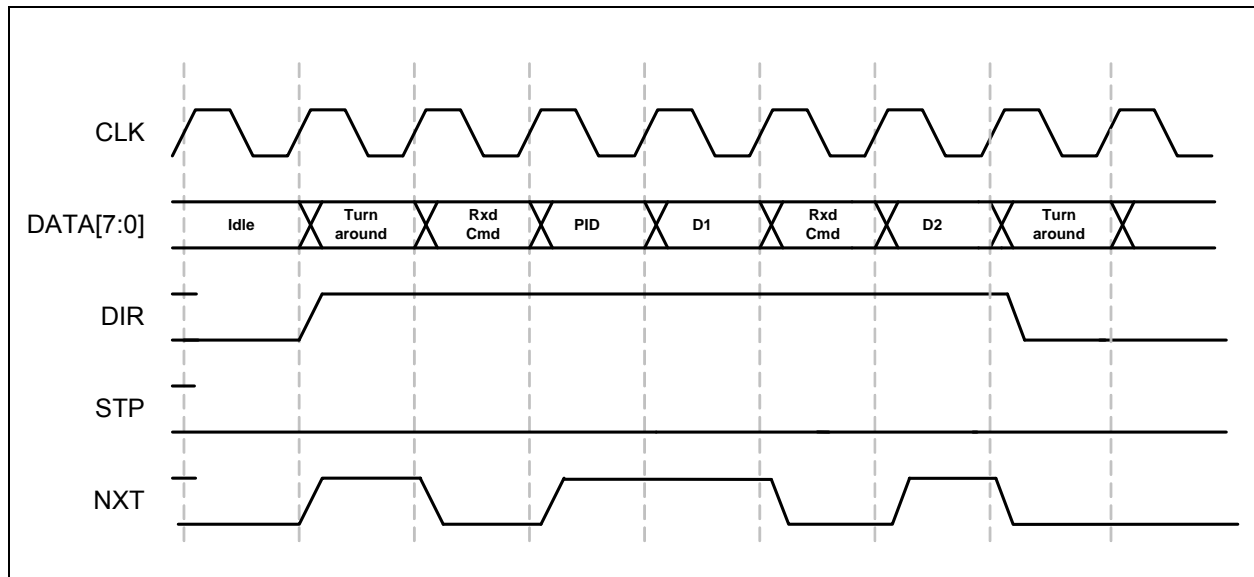 CLK
DATA[7:0]
Idle
Turn
around
Rxd
Cmd
PID
D1
Rxd
Cmd
D2
Turn
around
DIR
STP
NXT